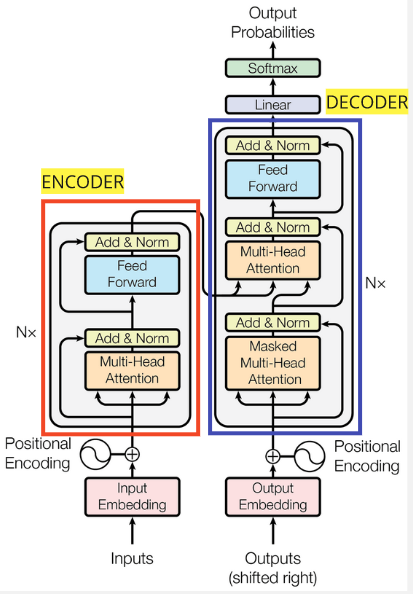 Output
Probabilities
Softmax
Linear
DECODER
Add & Norm
Feed
Forward
ENCODER
Add & Norm
Multi-Head
Attention
Add & Norm
Feed
Forward
N×
Add & Norm
Masked
Multi-Head
Attention
N×
Add & Norm
Multi-Head
Attention
Positional
Encoding
Positional
Encoding
Input
Embedding
Output
Embedding
Inputs
Outputs
(shifted right)